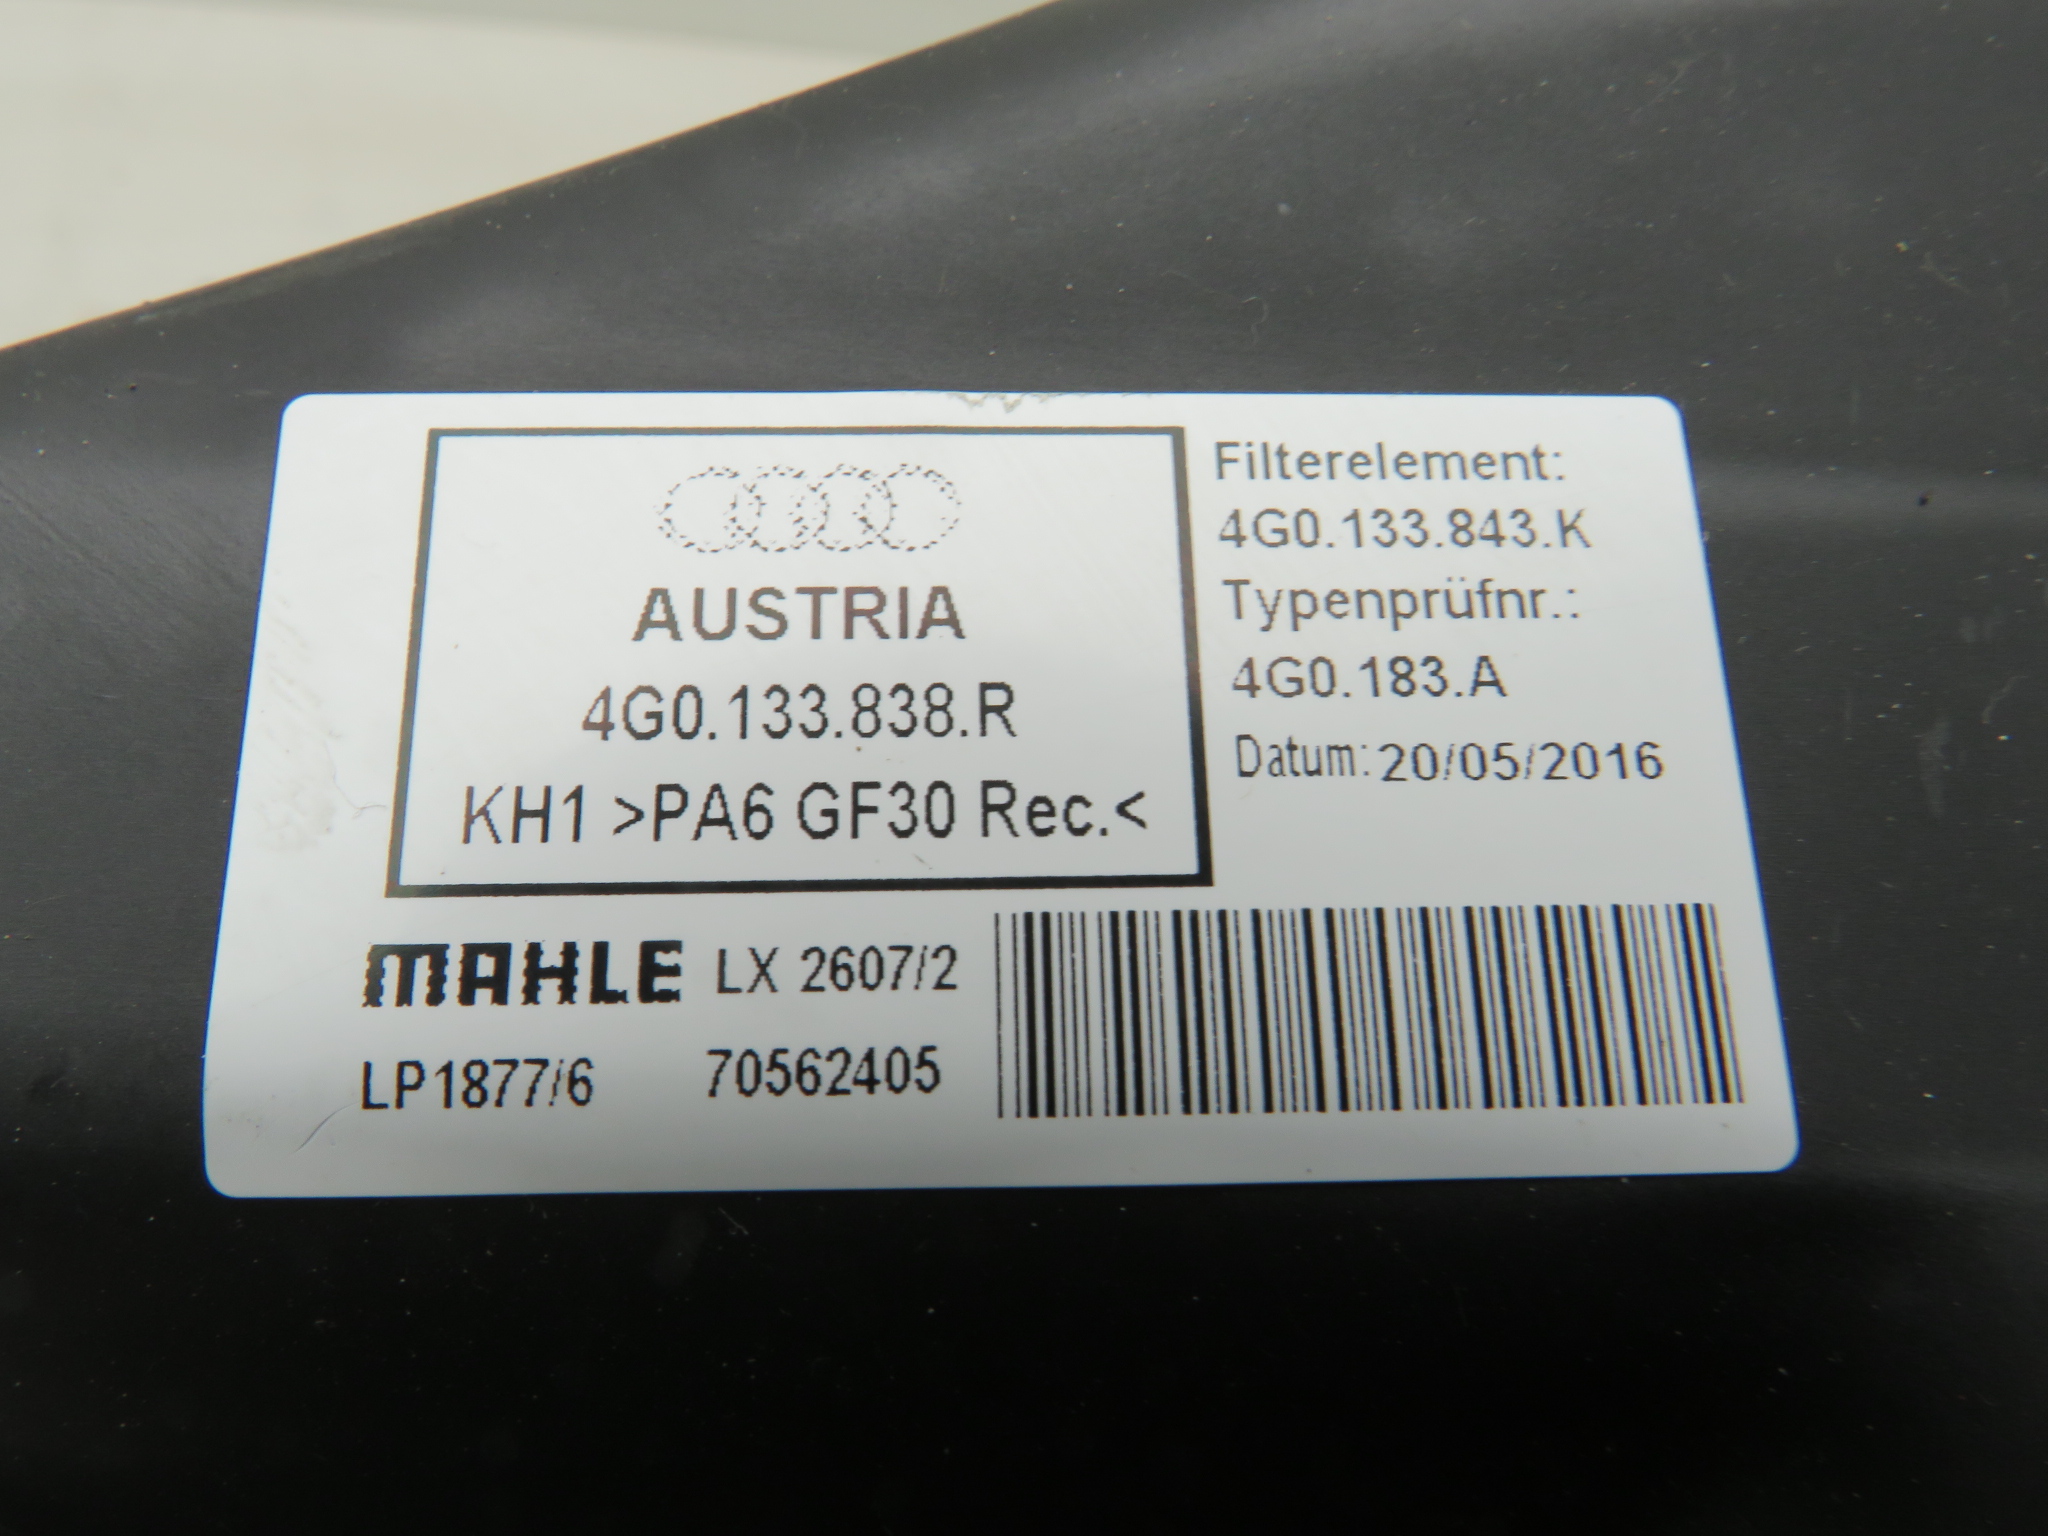 AUSTRIA
4G0.133.838.R
KH1 >PA6 GF30 Rec.<
Filterelement:
4G0.133.843.K
Typenprüfnr.:
4G0.183.A
Datum: 20/05/2016
MAHLE LX 2607/2
LP1877/6 70562405